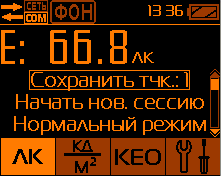 СЕТЬ COM ФОН 13:36
E: 66.8 лк
Сохранить тчк.:1
Начать нов. сессию
Нормальный режим
ЛК кд/м² КЕО